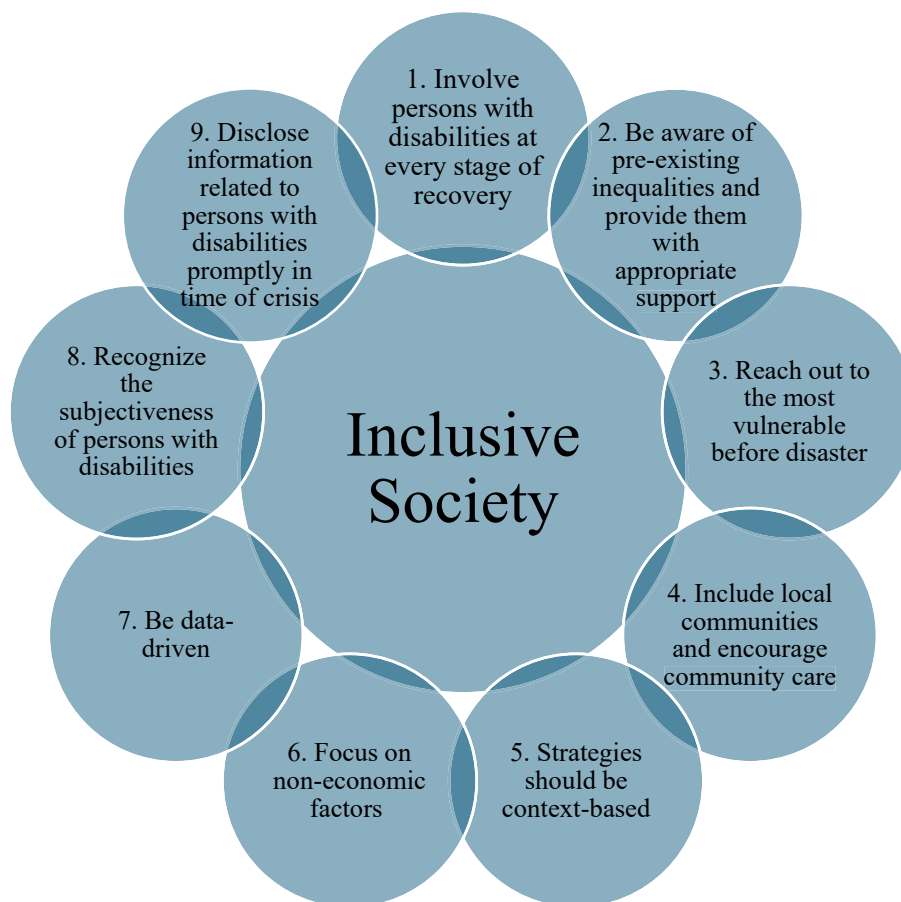 1. Involve
persons with
disabilities at
every stage of
recovery
2. Be aware of
pre-existing
inequalities and
provide them
with
appropriate
support
3. Reach out to
the most
vulnerable
before disaster
4. Include local
communities
and encourage
community care
5. Strategies
should be
context-based
6. Focus on
non-economic
factors
7. Be data-
driven
8. Recognize
the
subjectiveness
of persons with
disabilities
9. Disclose
information
related to
persons with
disabilities
promptly in
time of crisis
Inclusive
Society